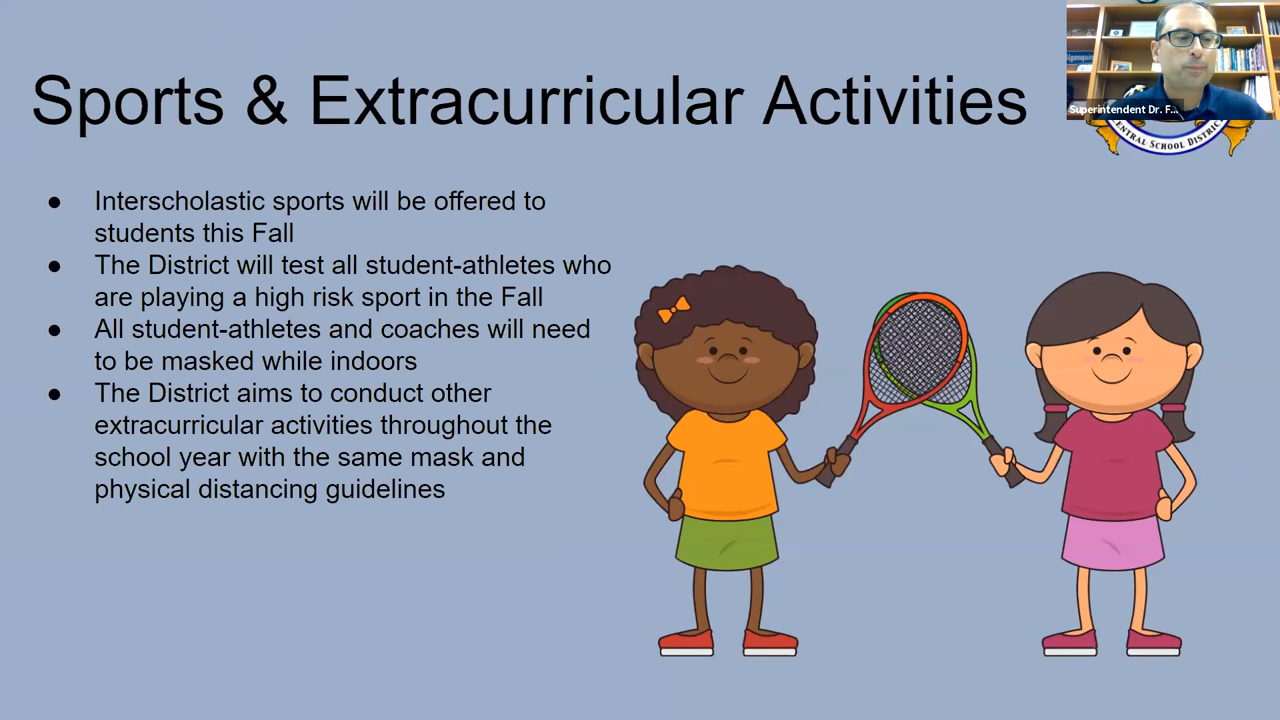 Sports & Extracurricular Activities
Superintendent Dr. F...
CENTRAL SCHOOL DISTRICT
● Interscholastic sports will be offered to
students this Fall
● The District will test all student-athletes who
are playing a high risk sport in the Fall
● All student-athletes and coaches will need
to be masked while indoors
● The District aims to conduct other
extracurricular activities throughout the
school year with the same mask and
physical distancing guidelines